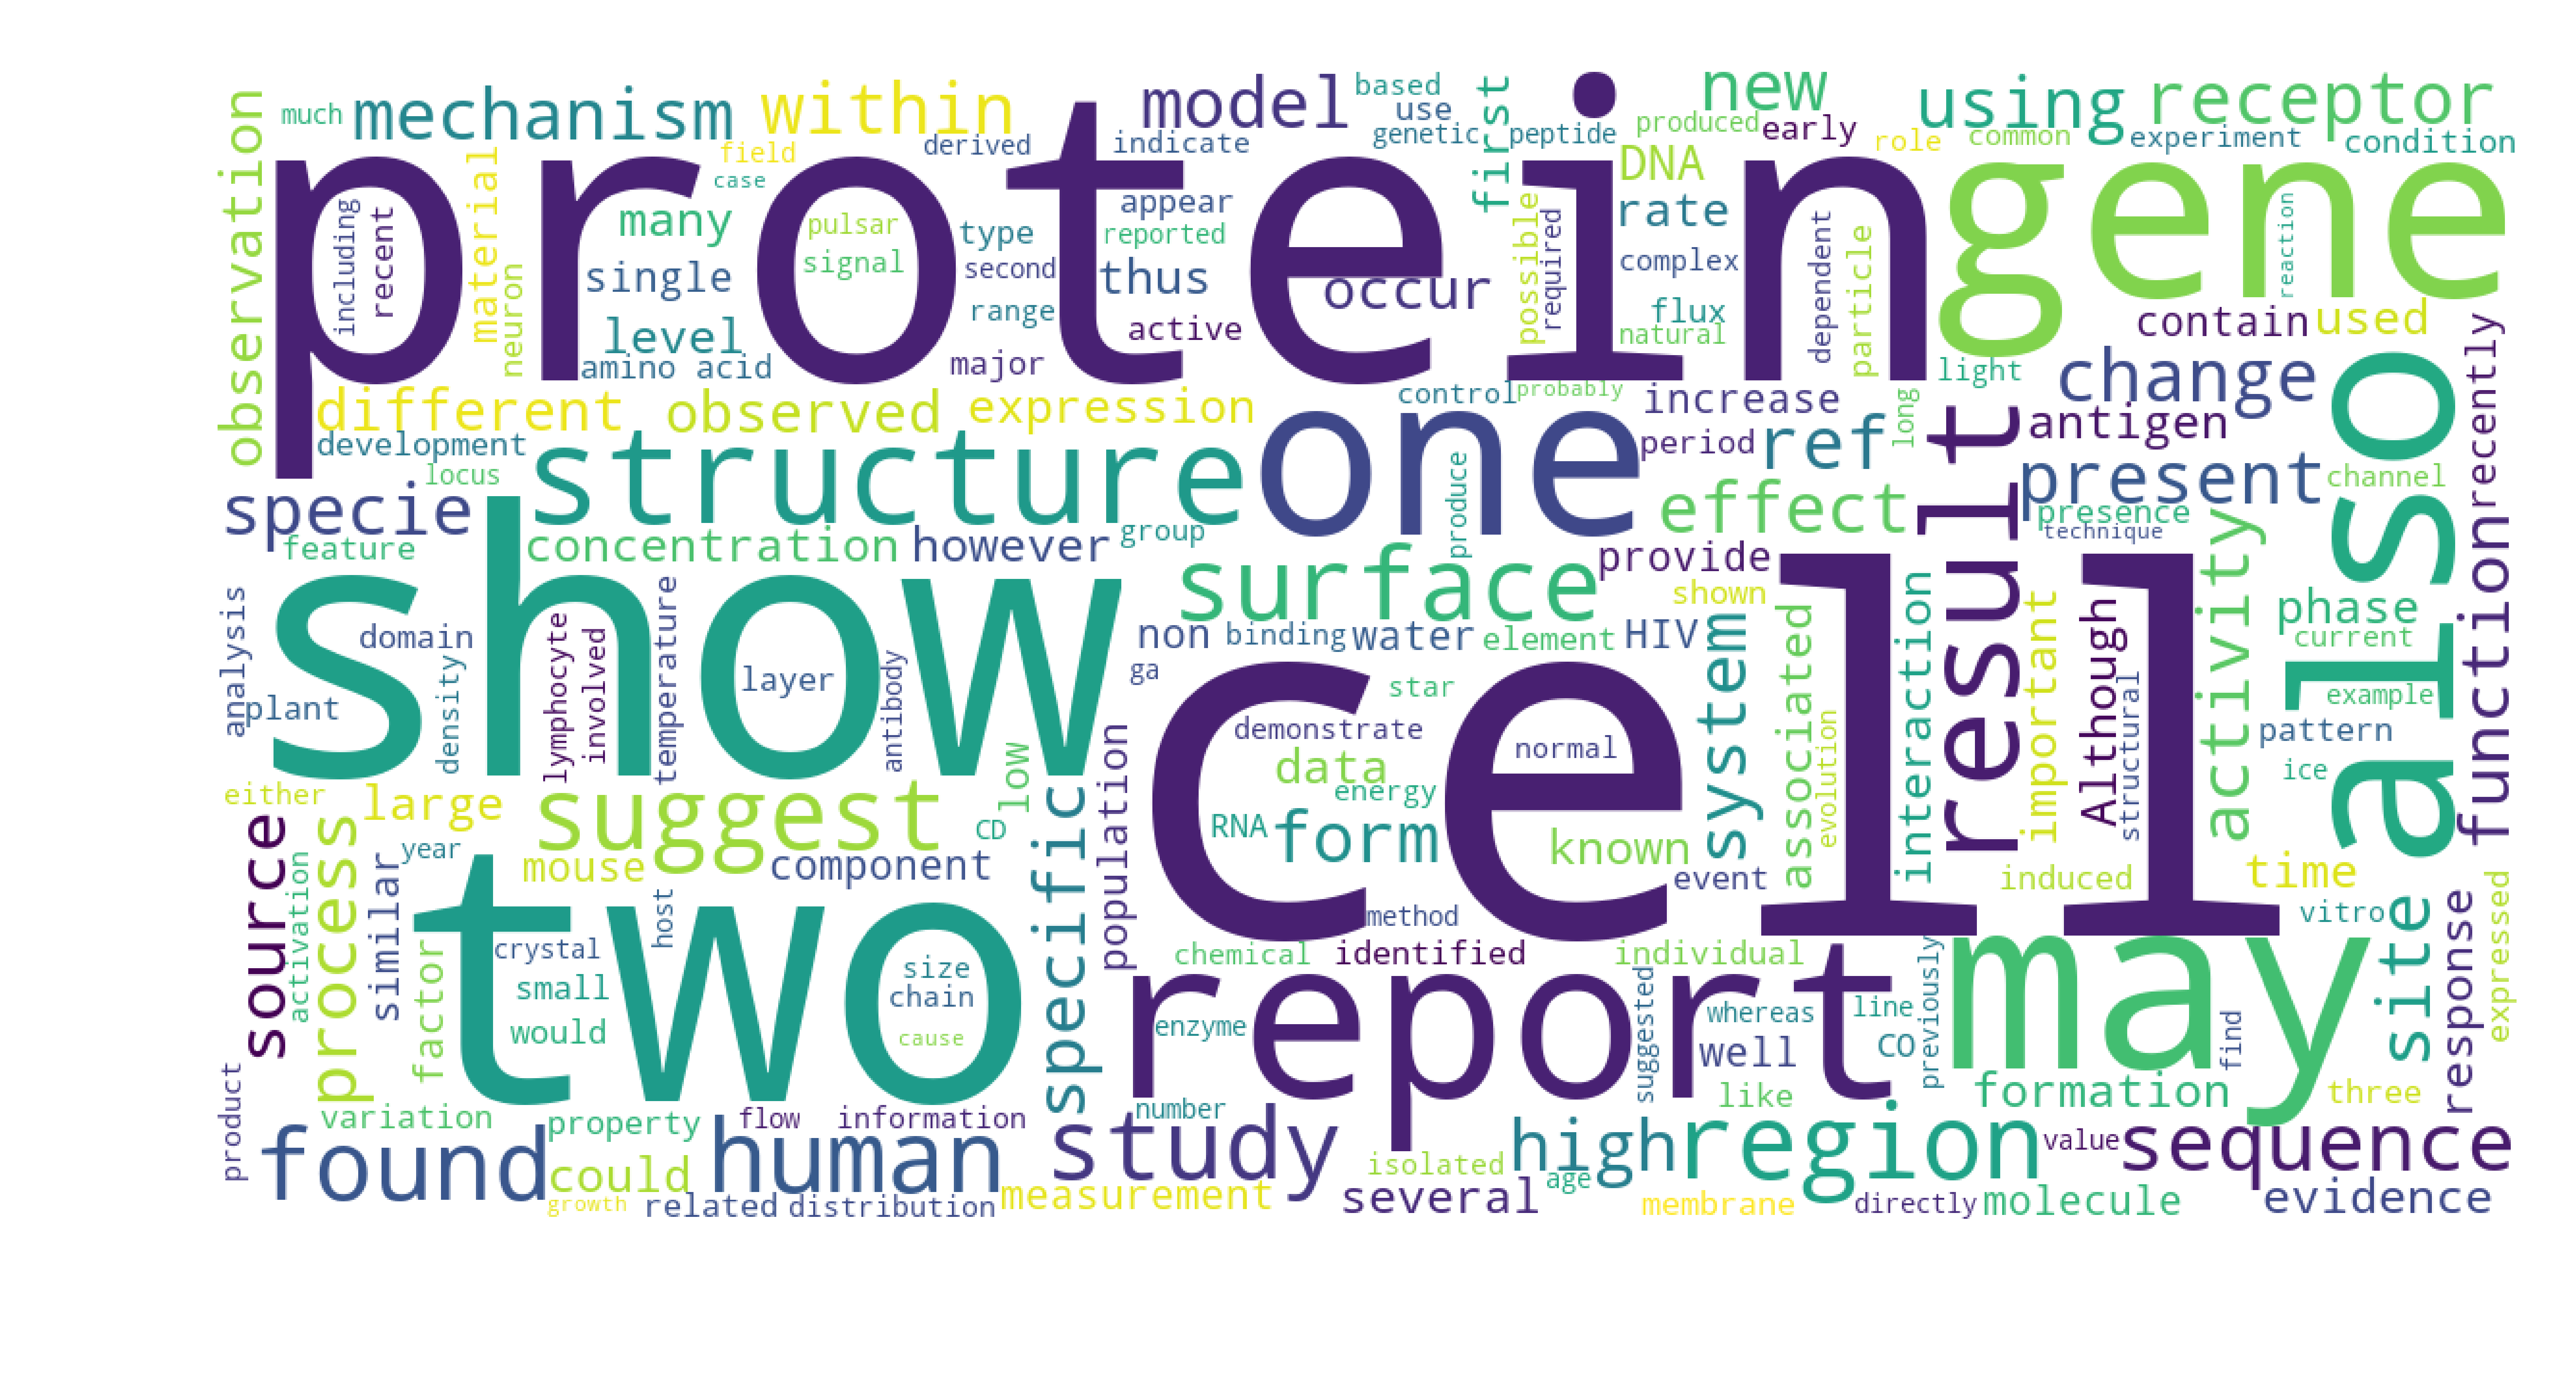 protein
cell
show
two
gene
one
also
may
report
result
structure
surface
suggest
region
study
found
human
sequence
specific
source
process
mechanism
within
model
new
using
receptor
observation
much
based
use
first
genetic
peptide
produced
early
role
common
experiment
condition
field
derived
indicate
case
material
including
recent
many
pulsar
signal
type
second
appear
reported
DNA
rate
possible
required
complex
dependent
particle
reaction
single
neuron
level
range
thus
active
occur
flux
natural
amino acid
major
contain
used
recently
light
change
different
observed
expression
control
probably
increase
long
antigen
development
locus
period
ref
present
channel
specie
feature
concentration
however
group
produce
effect
provide
presence
technique
function
analysis
domain
plant
density
lymphocyte
involved
temperature
layer
antibody
non
ga
binding
water
element
HIV
shown
system
associated
interaction
important
Although
structural
activity
phase
current
example
pattern
ice
star
demonstrate
normal
data
energy
RNA
form
known
evolution
either
large
low
CD
population
year
mouse
component
similar
activation
factor
host
crystal
small
would
size
chain
cause
event
method
chemical
identified
individual
induced
time
vitro
site
response
expressed
enzyme
suggested
whereas
well
like
line
CO
previously
find
formation
three
product
variation
property
flow
information
number
high
value
could
growth
related
distribution
measurement
isolated
several
age
membrane
directly
molecule
evidence